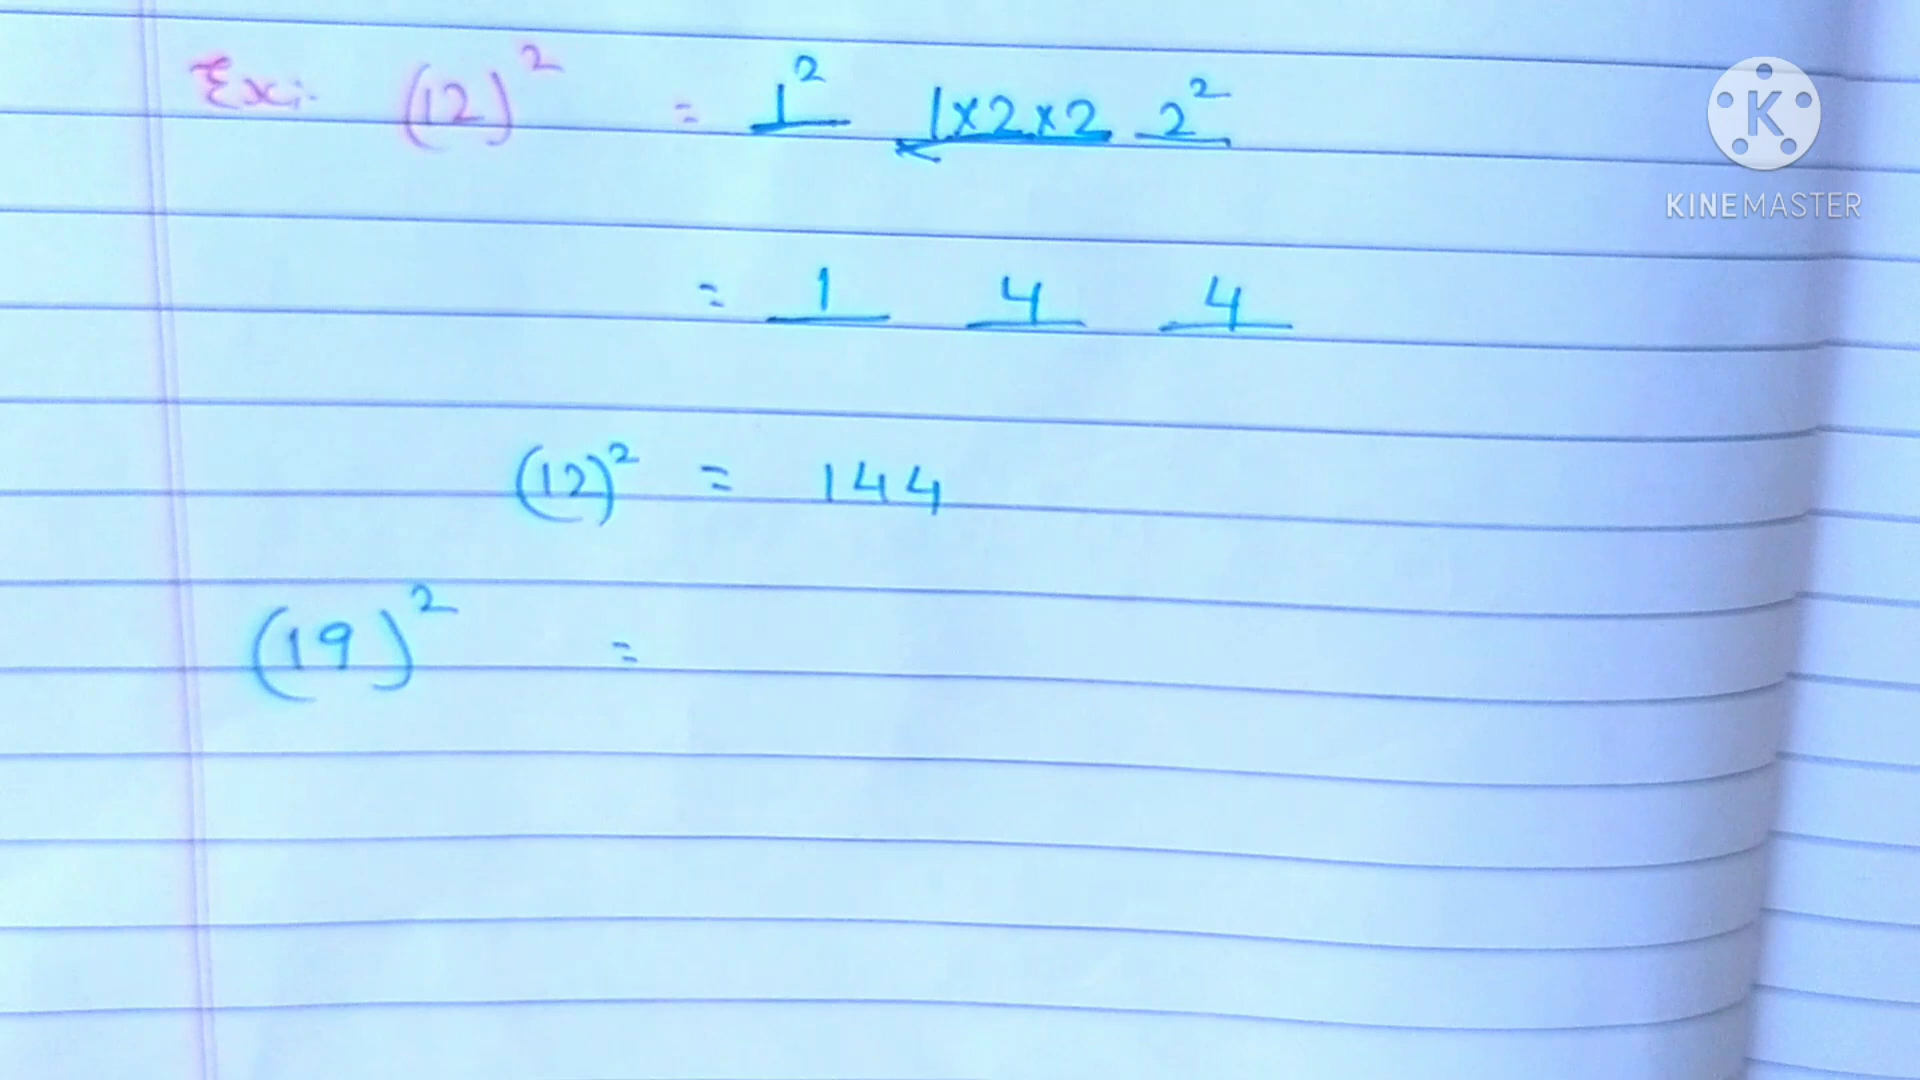 Ex:- (12)² = 1² 1×2×2 2²
= 1 4 4
(12)² = 144
(19)² =
K
KINEMASTER